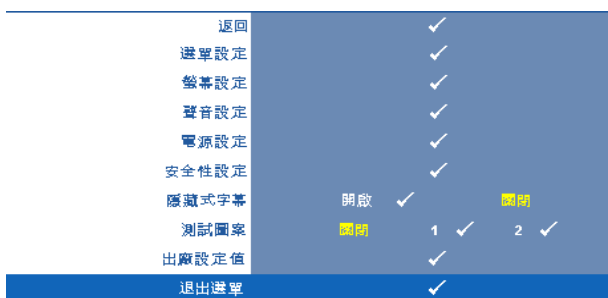 返回 ✓
選單設定 ✓
螢幕設定 ✓
聲音設定 ✓
電源設定 ✓
安全性設定 ✓
隱藏式字幕 開啟 ✓ 關閉
測試圖案 關閉 1 ✓ 2 ✓
出廠設定值 ✓
退出選單 ✓